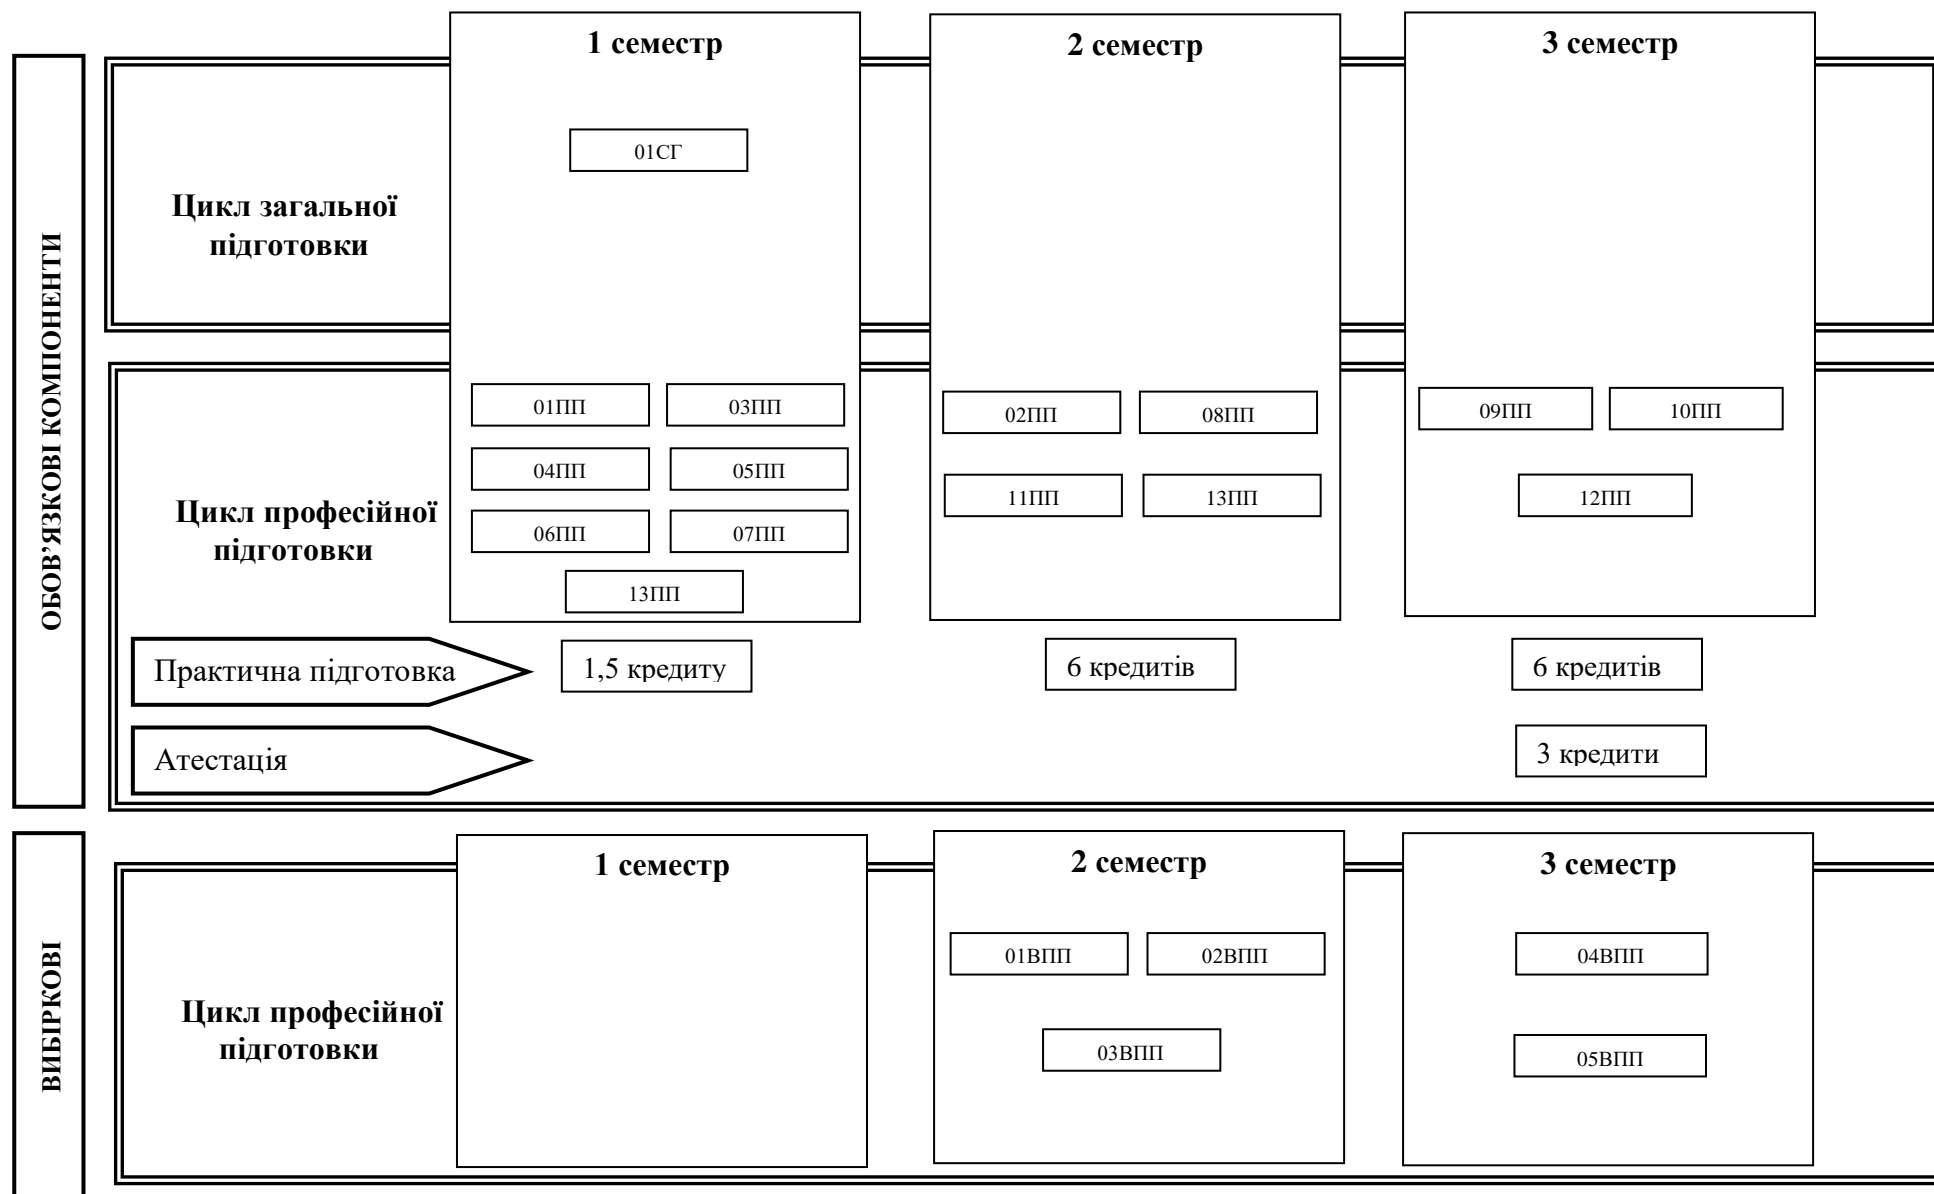 1 семестр
2 семестр
3 семестр
ОБОВ’ЯЗКОВІ КОМПОНЕНТИ
Цикл загальної
підготовки
01СГ
Цикл професійної
підготовки
01ПП
03ПП
04ПП
05ПП
06ПП
07ПП
13ПП
02ПП
08ПП
11ПП
13ПП
09ПП
10ПП
12ПП
Практична підготовка
1,5 кредиту
6 кредитів
6 кредитів
Атестація
3 кредити
ВИБІРКОВІ
1 семестр
2 семестр
3 семестр
Цикл професійної
підготовки
01ВПП
02ВПП
03ВПП
04ВПП
05ВПП